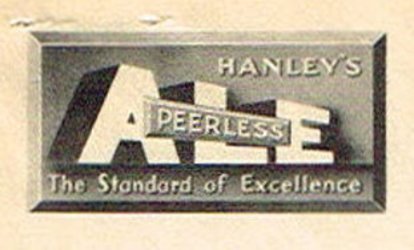 HANLEY'S
PEERLESS
ALE
The Standard of Excellence